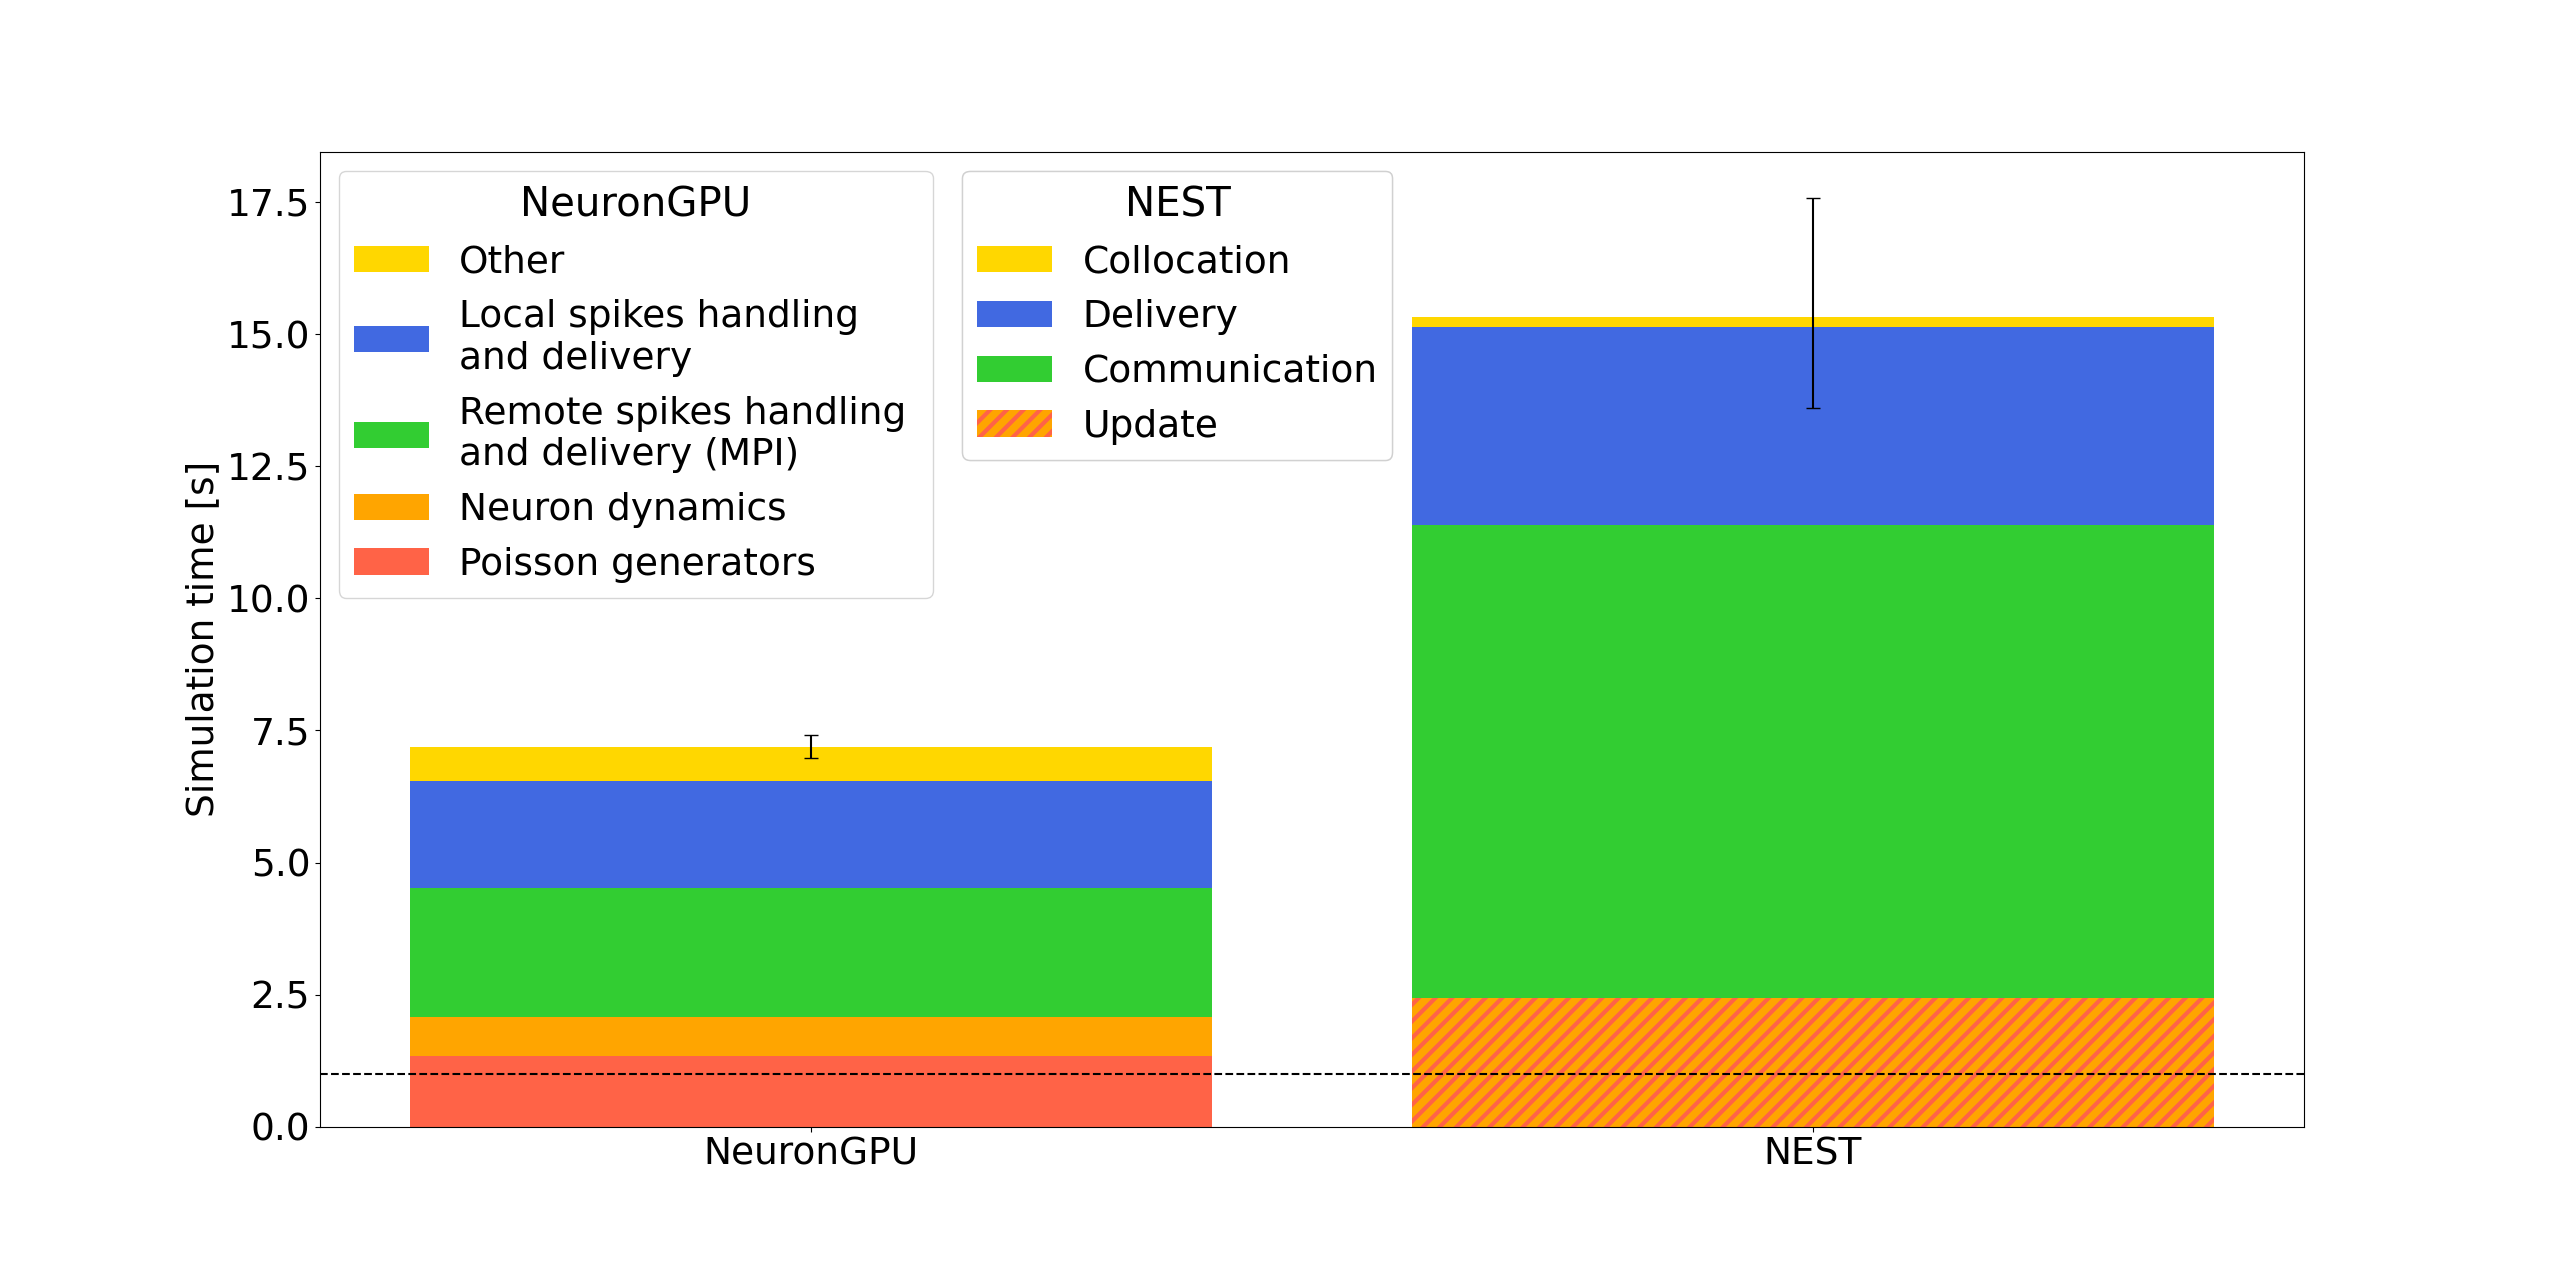 NeuronGPU
Other
Local spikes handling
and delivery
Remote spikes handling
and delivery (MPI)
Neuron dynamics
Poisson generators
NEST
Collocation
Delivery
Communication
Update
Simulation time [s]
17.5
15.0
12.5
10.0
7.5
5.0
2.5
0.0
NeuronGPU
NEST